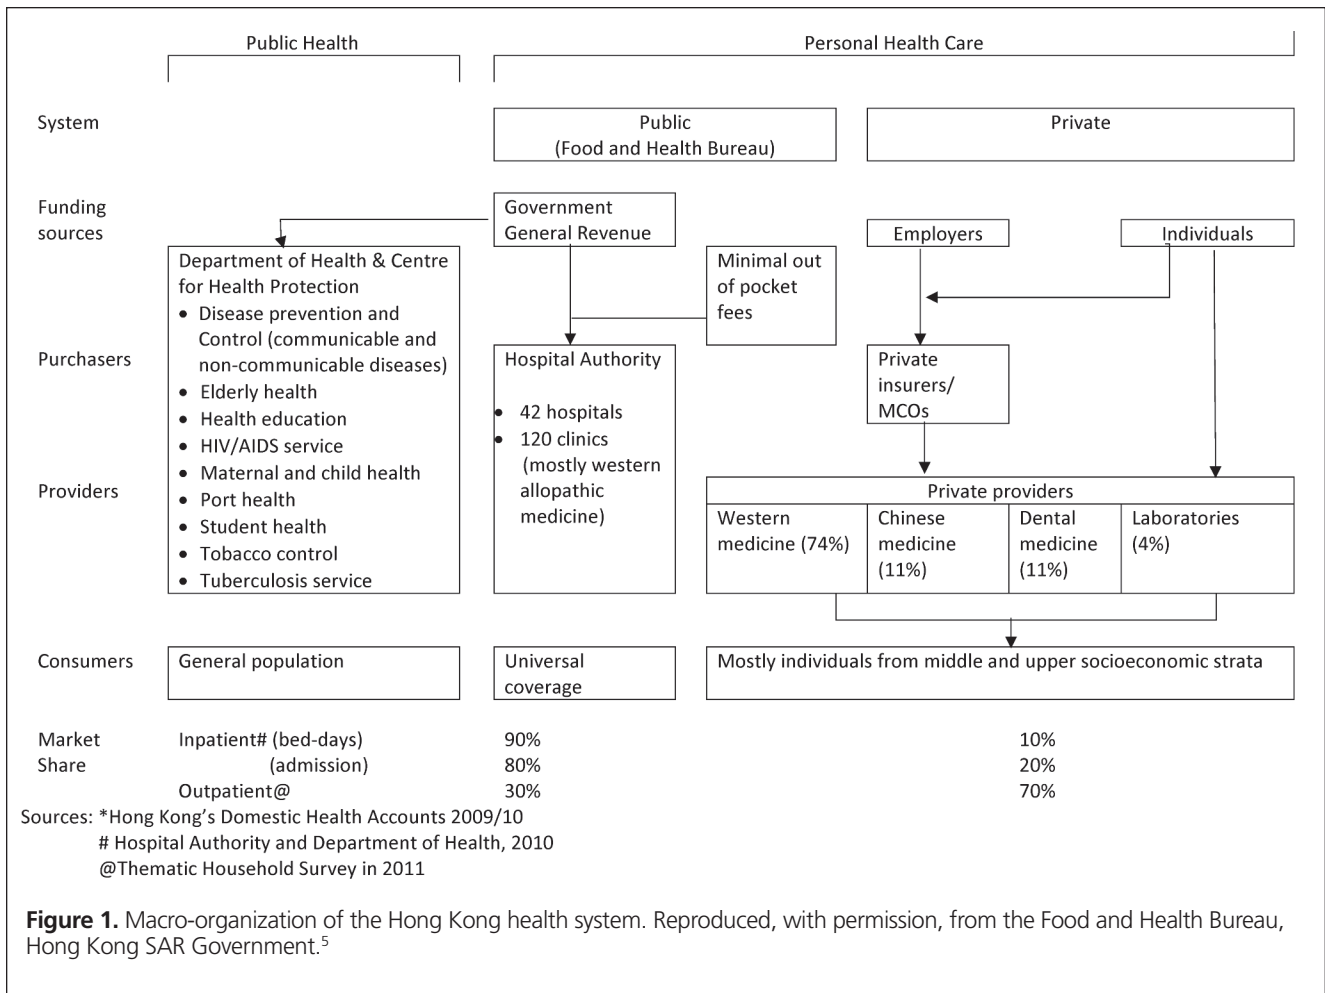 Public Health
Personal Health Care
System
Public
(Food and Health Bureau)
Private
Funding
sources
Government
General Revenue
Employers
Individuals
Department of Health & Centre
for Health Protection
• Disease prevention and
Control (communicable and
non-communicable diseases)
• Elderly health
• Health education
• HIV/AIDS service
• Maternal and child health
• Port health
• Student health
• Tobacco control
• Tuberculosis service
Minimal out
of pocket
fees
Purchasers
Hospital Authority
• 42 hospitals
• 120 clinics
(mostly western
allopathic
medicine)
Private
insurers/
MCOs
Providers
Private providers
Western
medicine (74%)
Chinese
medicine
(11%)
Dental
medicine
(11%)
Laboratories
(4%)
Consumers
General population
Universal
coverage
Mostly individuals from middle and upper socioeconomic strata
Market
Share
Inpatient# (bed-days)
90%
10%
(admission)
80%
20%
Outpatient@
30%
70%
Sources: *Hong Kong’s Domestic Health Accounts 2009/10
# Hospital Authority and Department of Health, 2010
@Thematic Household Survey in 2011
Figure 1. Macro-organization of the Hong Kong health system. Reproduced, with permission, from the Food and Health Bureau,
Hong Kong SAR Government.5